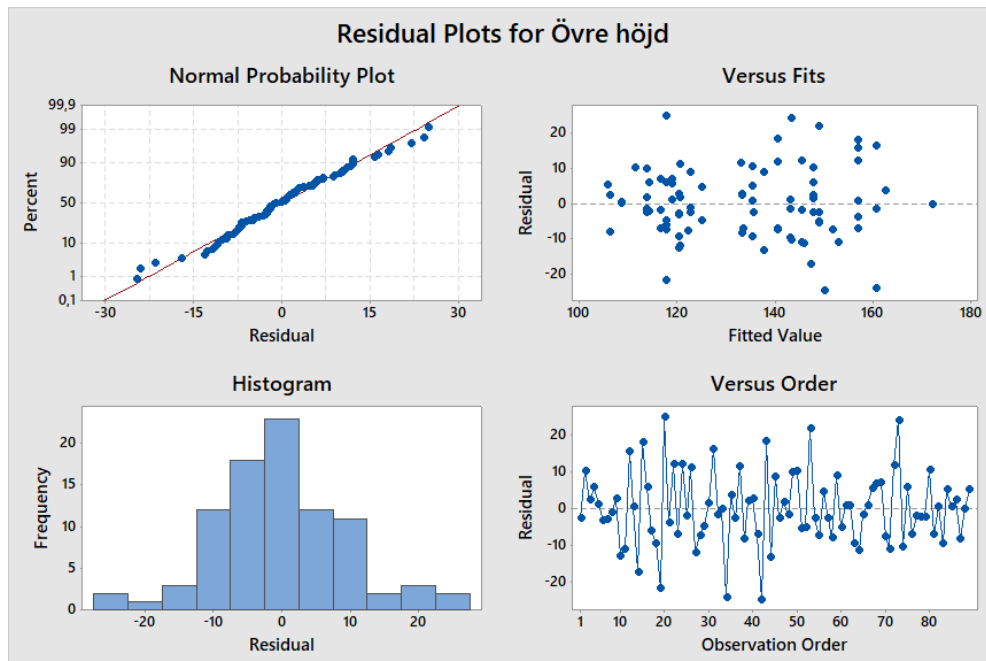 Residual Plots for Övre höjd
Normal Probability Plot
99,9
99
90
50
10
1
0,1
Percent
-30 -15 0 15 30
Residual
Versus Fits
20
10
0
-10
-20
Residual
100 120 140 160 180
Fitted Value
Histogram
20
15
10
5
0
Frequency
-20 -10 0 10 20
Residual
Versus Order
20
10
0
-10
-20
Residual
1 10 20 30 40 50 60 70 80
Observation Order